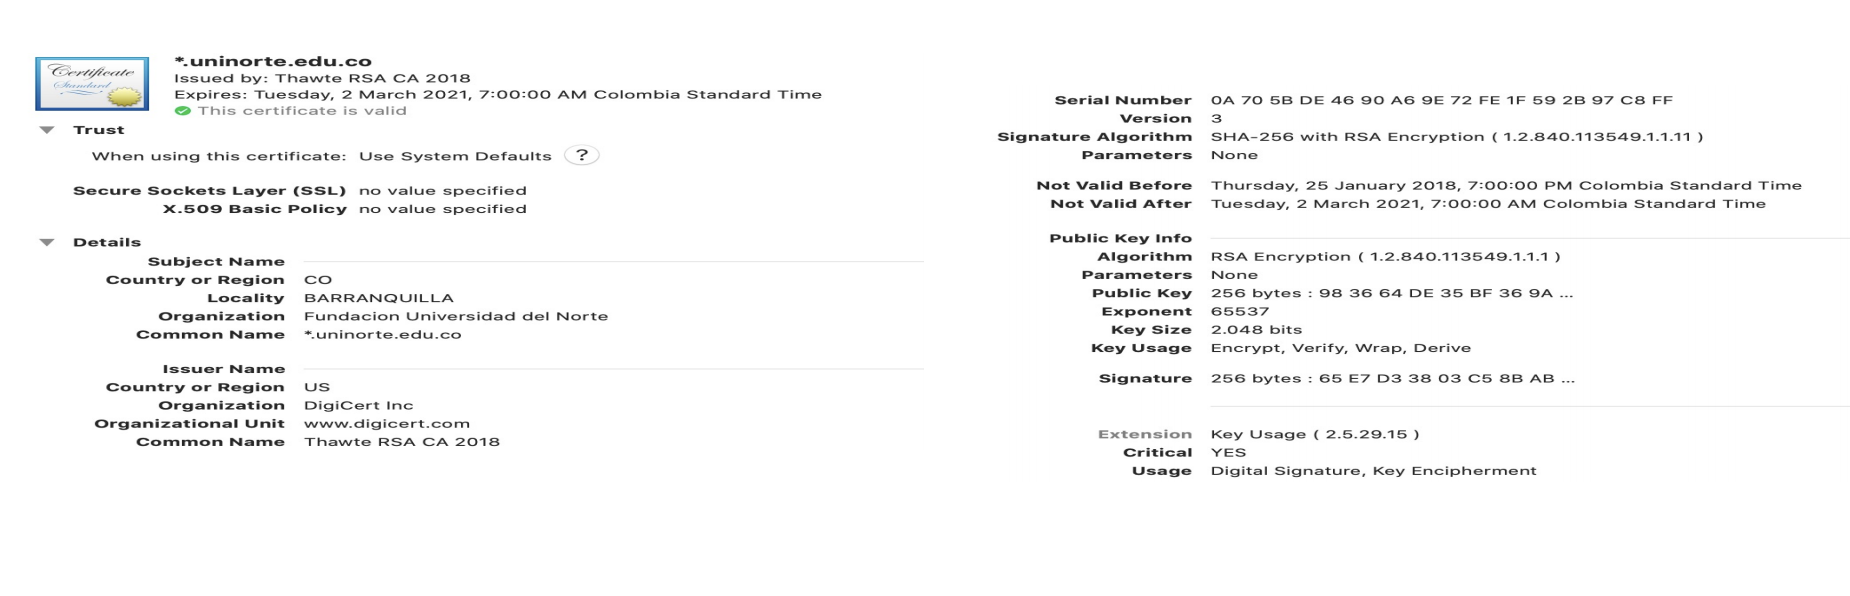 Certificate
Standard
*.uninorte.edu.co
Issued by: Thawte RSA CA 2018
Expires: Tuesday, 2 March 2021, 7:00:00 AM Colombia Standard Time
This certificate is valid
Trust
When using this certificate: Use System Defaults ?
Secure Sockets Layer (SSL) no value specified
X.509 Basic Policy no value specified
Details
Subject Name
Country or Region CO
Locality BARRANQUILLA
Organization Fundacion Universidad del Norte
Common Name *.uninorte.edu.co
Issuer Name
Country or Region US
Organization DigiCert Inc
Organizational Unit www.digicert.com
Common Name Thawte RSA CA 2018
Serial Number 0A 70 5B DE 46 90 A6 9E 72 FE 1F 59 2B 97 C8 FF
Version 3
Signature Algorithm SHA-256 with RSA Encryption ( 1.2.840.113549.1.1.11 )
Parameters None
Not Valid Before Thursday, 25 January 2018, 7:00:00 PM Colombia Standard Time
Not Valid After Tuesday, 2 March 2021, 7:00:00 AM Colombia Standard Time
Public Key Info
Algorithm RSA Encryption ( 1.2.840.113549.1.1.1 )
Parameters None
Public Key 256 bytes : 98 36 64 DE 35 BF 36 9A ...
Exponent 65537
Key Size 2.048 bits
Key Usage Encrypt, Verify, Wrap, Derive
Signature 256 bytes : 65 E7 D3 38 03 C5 8B AB ...
Extension Key Usage ( 2.5.29.15 )
Critical YES
Usage Digital Signature, Key Encipherment